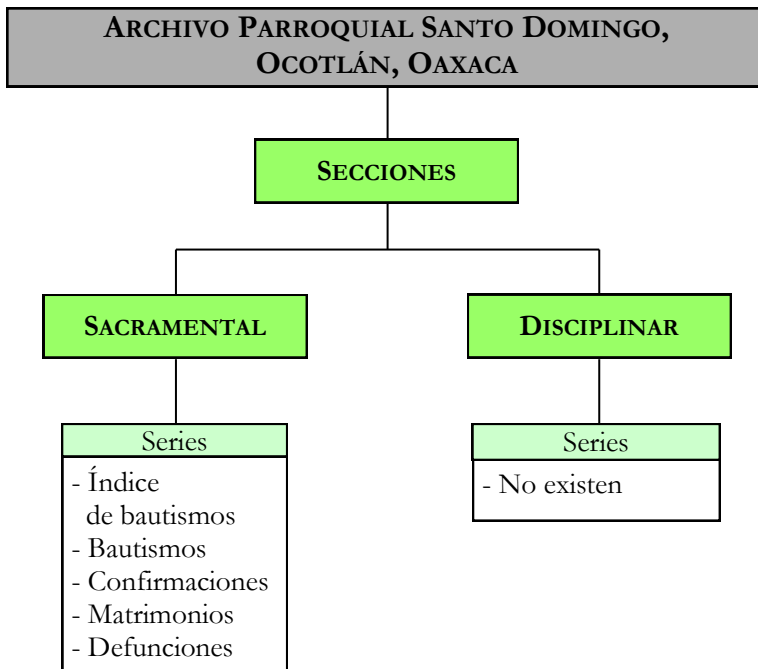 ARCHIVO PARROQUIAL SANTO DOMINGO,
OCOTLÁN, OAXACA
SECCIONES
SACRAMENTAL
DISCIPLINAR
Series
- Índice
de bautismos
- Bautismos
- Confirmaciones
- Matrimonios
- Defunciones
Series
- No existen